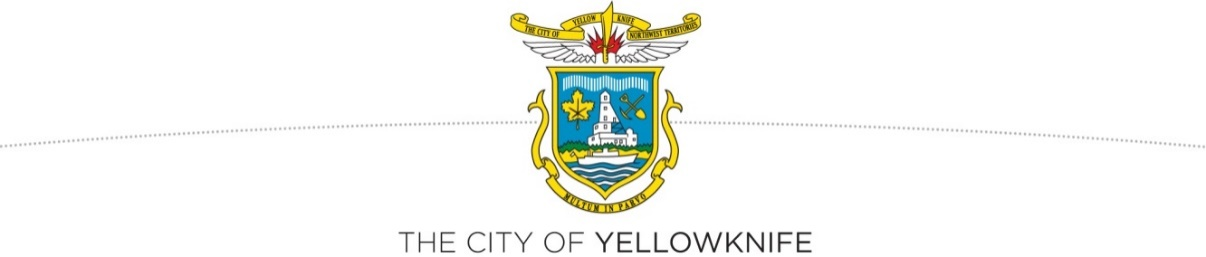 THE CITY OF YELLOW KNIFE NORTHWEST TERRITORIES
MULTUM IN PARVO
THE CITY OF YELLOWKNIFE